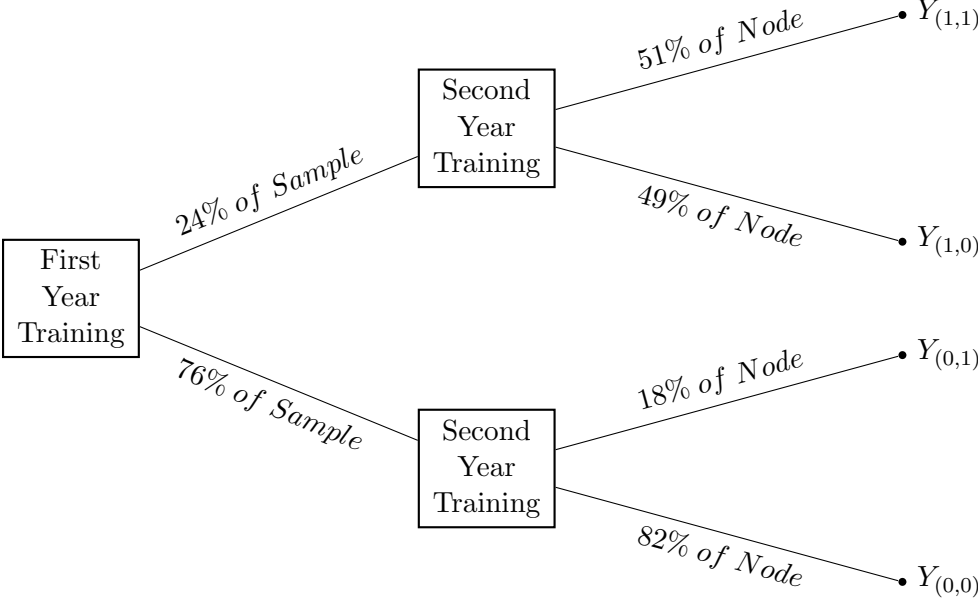 First
Year
Training
24% of Sample
76% of Sample
Second
Year
Training
51% of Node
49% of Node
Y(1,1)
Y(1,0)
Second
Year
Training
18% of Node
82% of Node
Y(0,1)
Y(0,0)